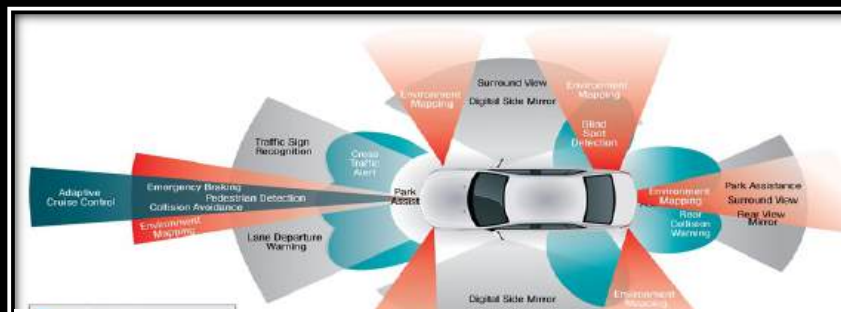 Surround View
Digital Side Mirror
Environment
Mapping
Environment
Mapping
Blind
Spot
Detection
Traffic Sign
Recognition
Cross
Traffic
Alert
Park
Assist
Adaptive
Cruise Control
Emergency Braking
Pedestrian Detection
Collision Avoidance
Environment
Mapping
Lane Departure
Warning
Environment
Mapping
Rear
Collision
Warning
Park Assistance
Surround View
Rear View
Mirror
Digital Side Mirror
Environment
Mapping